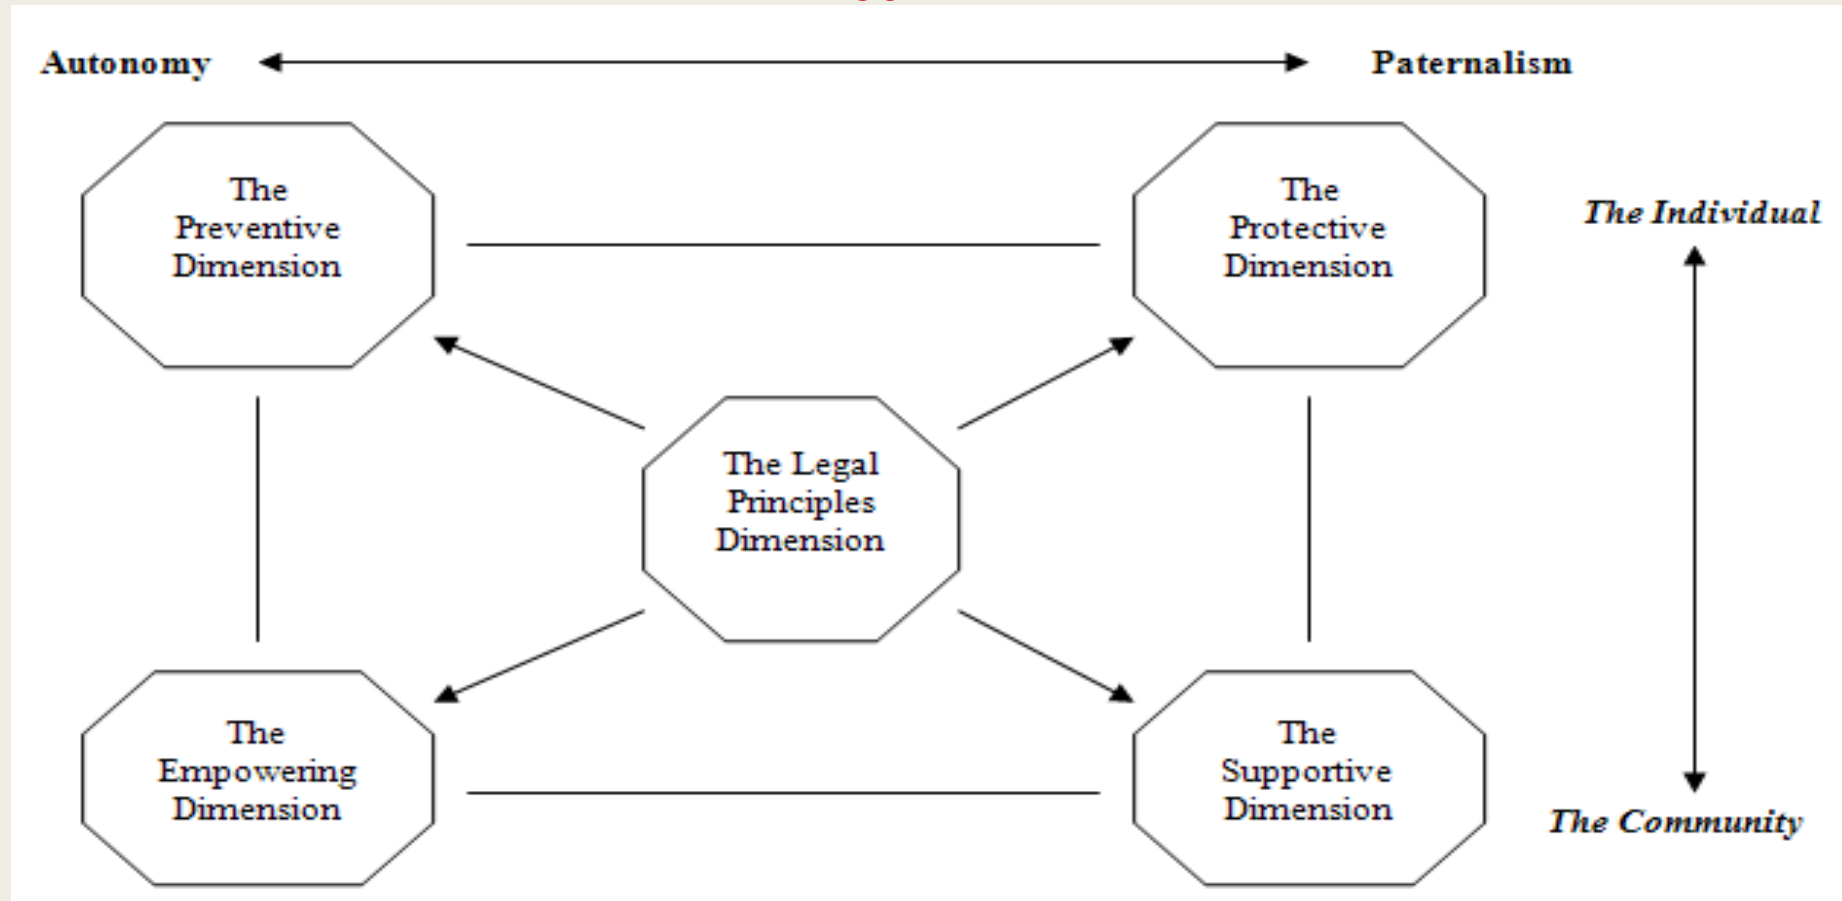 Autonomy
Paternalism
The
Preventive
Dimension
The
Protective
Dimension
The Individual
The Legal
Principles
Dimension
The
Empowering
Dimension
The
Supportive
Dimension
The Community